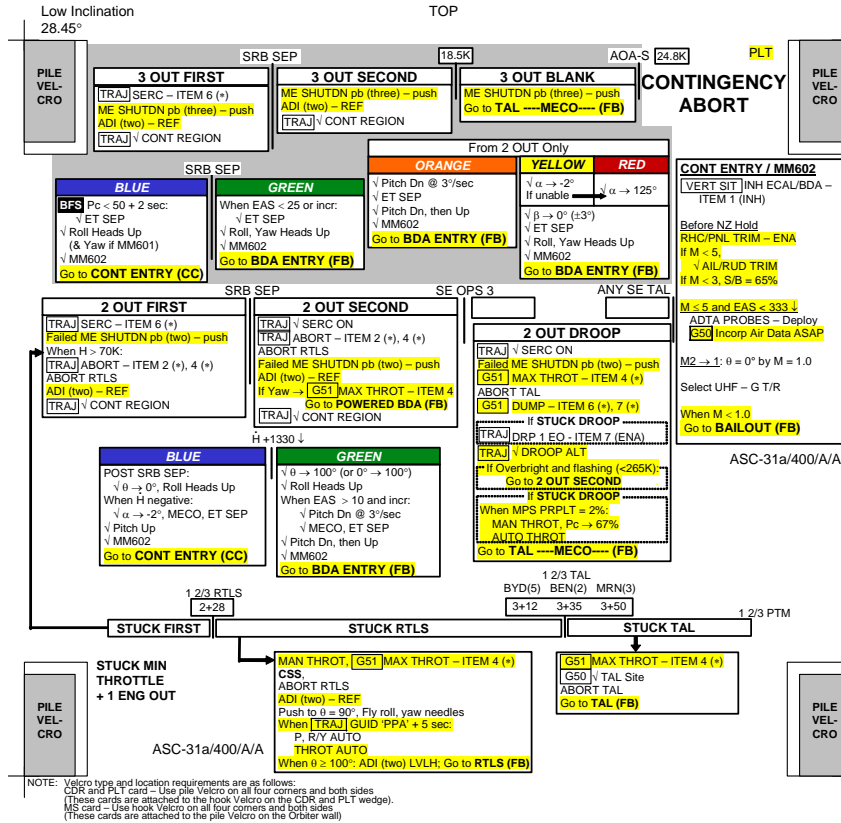 Low Inclination
28.45°
TOP
PLT
PILE
VEL-
CRO
PILE
VEL-
CRO
CONTINGENCY
ABORT
SRB SEP
18.5K
AOA-S
24.8K
3 OUT FIRST
TRAJ SERC – ITEM 6 (*)
ME SHUTDN pb (three) – push
ADI (two) – REF
TRAJ √ CONT REGION
3 OUT SECOND
ME SHUTDN pb (three) – push
ADI (two) – REF
TRAJ √ CONT REGION
3 OUT BLANK
ME SHUTDN pb (three) – push
Go to TAL ----MECO--- (FB)
SRB SEP
BLUE
BFS Pc < 50 + 2 sec:
√ ET SEP
√ Roll Heads Up
(& Yaw if MM601)
√ MM602
Go to CONT ENTRY (CC)
GREEN
When EAS < 25 or incr:
√ ET SEP
√ Roll, Yaw Heads Up
√ MM602
Go to BDA ENTRY (FB)
From 2 OUT Only
ORANGE
√ Pitch Dn @ 3°/sec
√ ET SEP
√ Pitch Dn, then Up
√ MM602
Go to BDA ENTRY (FB)
YELLOW
RED
√ α → -2°
If unable
√ α → 125°
√ β → 0° (±3°)
√ ET SEP
√ Roll, Yaw Heads Up
√ MM602
Go to BDA ENTRY (FB)
CONT ENTRY / MM602
VERT SIT INH ECAL/BDA –
ITEM 1 (INH)
Before NZ Hold
RHC/PNL TRIM – ENA
If M < 5,
√ AIL/RUD TRIM
If M < 3, S/B = 65%
M ≤ 5 and EAS < 333 ↓
ADTA PROBES – Deploy
G50 Incorp Air Data ASAP
M2 → 1: θ = 0° by M = 1.0
Select UHF – G T/R
When M < 1.0
Go to BAILOUT (FB)
ASC-31a/400/A/A
SRB SEP
SE OPS 3
ANY SE TAL
2 OUT FIRST
TRAJ SERC – ITEM 6 (*)
Failed ME SHUTDN pb (two) – push
When H > 70K:
TRAJ ABORT – ITEM 2 (*), 4 (*)
ABORT RTLS
ADI (two) – REF
TRAJ √ CONT REGION
2 OUT SECOND
TRAJ √ SERC ON
TRAJ ABORT – ITEM 2 (*), 4 (*)
ABORT RTLS
Failed ME SHUTDN pb (two) – push
ADI (two) – REF
If Yaw → G51 MAX THROT – ITEM 4
Go to POWERED BDA (FB)
TRAJ √ CONT REGION
2 OUT DROOP
TRAJ √ SERC ON
Failed ME SHUTDN pb (two) – push
G51 MAX THROT – ITEM 4 (*)
ABORT TAL
G51 DUMP – ITEM 6 (*), 7 (*)
If STUCK DROOP
TRAJ DRP 1 EO - ITEM 7 (ENA)
TRAJ √ DROOP ALT
If Overbright and flashing (<265K):
Go to 2 OUT SECOND
If STUCK DROOP
When MPS PRPLT = 2%:
MAN THROT, Pc → 67%
AUTO THROT
Go to TAL ----MECO--- (FB)
Ḣ +1330 ↓
BLUE
POST SRB SEP:
√ θ → 0°, Roll Heads Up
When Ḣ negative:
√ α → -2°, MECO, ET SEP
√ Pitch Up
√ MM602
Go to CONT ENTRY (CC)
GREEN
√ θ → 100° (or 0° → 100°)
√ Roll Heads Up
When EAS > 10 and incr:
√ Pitch Dn @ 3°/sec
√ MECO, ET SEP
√ Pitch Dn, then Up
√ MM602
Go to BDA ENTRY (FB)
1 2/3 RTLS
2+28
1 2/3 TAL
BYD(5) BEN(2) MRN(3)
3+12 3+35 3+50
1 2/3 PTM
STUCK FIRST
STUCK RTLS
STUCK TAL
STUCK MIN
THROTTLE
+ 1 ENG OUT
MAN THROT, G51 MAX THROT – ITEM 4 (*)
CSS,
ABORT RTLS
ADI (two) – REF
Push to θ = 90°, Fly roll, yaw needles
When TRAJ GUID 'PPA' + 5 sec:
P, R/Y AUTO
THROT AUTO
When θ ≥ 100°: ADI (two) LVLH; Go to RTLS (FB)
G51 MAX THROT – ITEM 4 (*)
G50 √ TAL Site
ABORT TAL
Go to TAL (FB)
PILE
VEL-
CRO
PILE
VEL-
CRO
ASC-31a/400/A/A
NOTE: Velcro type and location requirements are as follows:
CDR and PLT card – Use pile Velcro on all four corners and both sides
(These cards are attached to the hook Velcro on the CDR and PLT wedge).
MS card – Use hook Velcro on all four corners and both sides
(These cards are attached to the pile Velcro on the Orbiter wall)